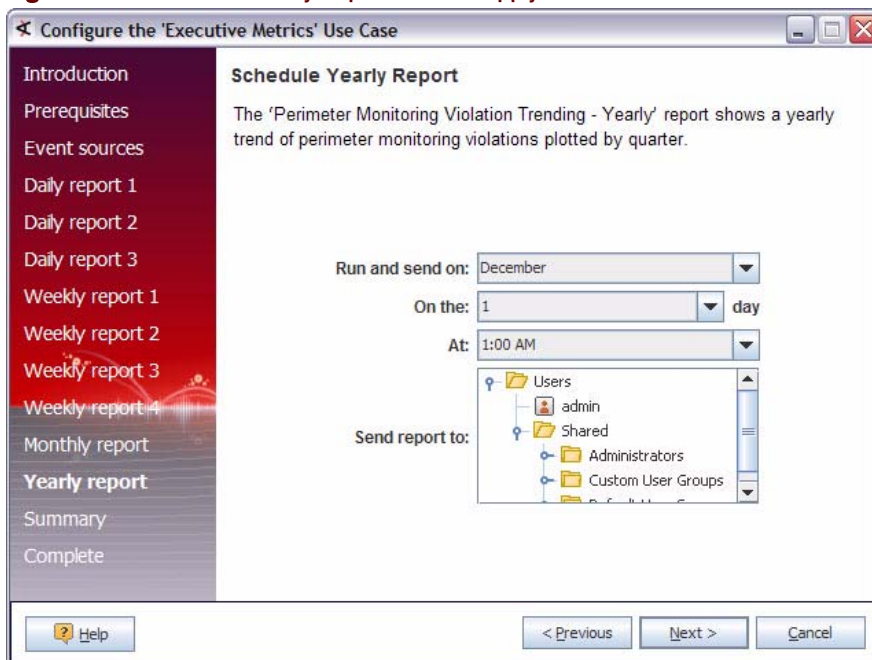 Configure the 'Executive Metrics' Use Case
Introduction
Prerequisites
Event sources
Daily report 1
Daily report 2
Daily report 3
Weekly report 1
Weekly report 2
Weekly report 3
Weekly report 4
Monthly report
Yearly report
Summary
Complete
Schedule Yearly Report
The 'Perimeter Monitoring Violation Trending - Yearly' report shows a yearly
trend of perimeter monitoring violations plotted by quarter.
Run and send on: December
On the: 1 day
At: 1:00 AM
Send report to:
Users
admin
Shared
Administrators
Custom User Groups
Help
< Previous
Next >
Cancel